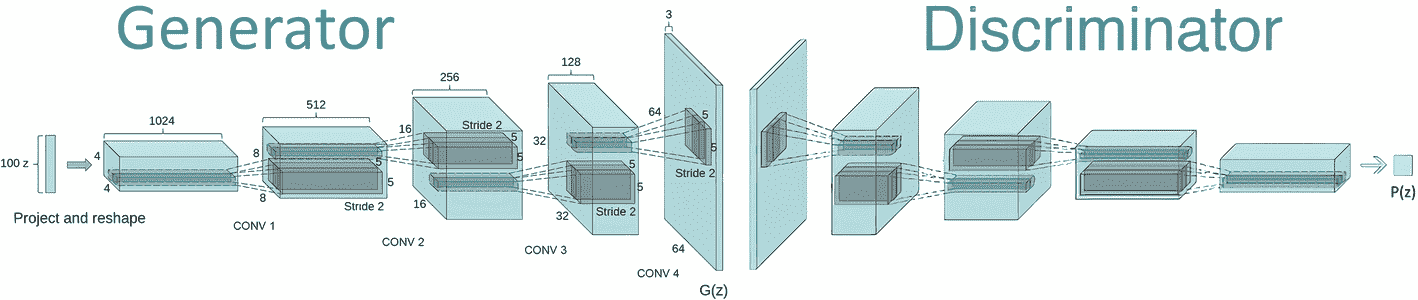 Generator
Discriminator
100 z
Project and reshape
1024
4
4
CONV 1
512
8
8
5
5
Stride 2
CONV 2
256
16
16
Stride 2
5
5
CONV 3
128
32
32
5
5
Stride 2
CONV 4
3
64
64
5
5
Stride 2
G(z)
P(z)